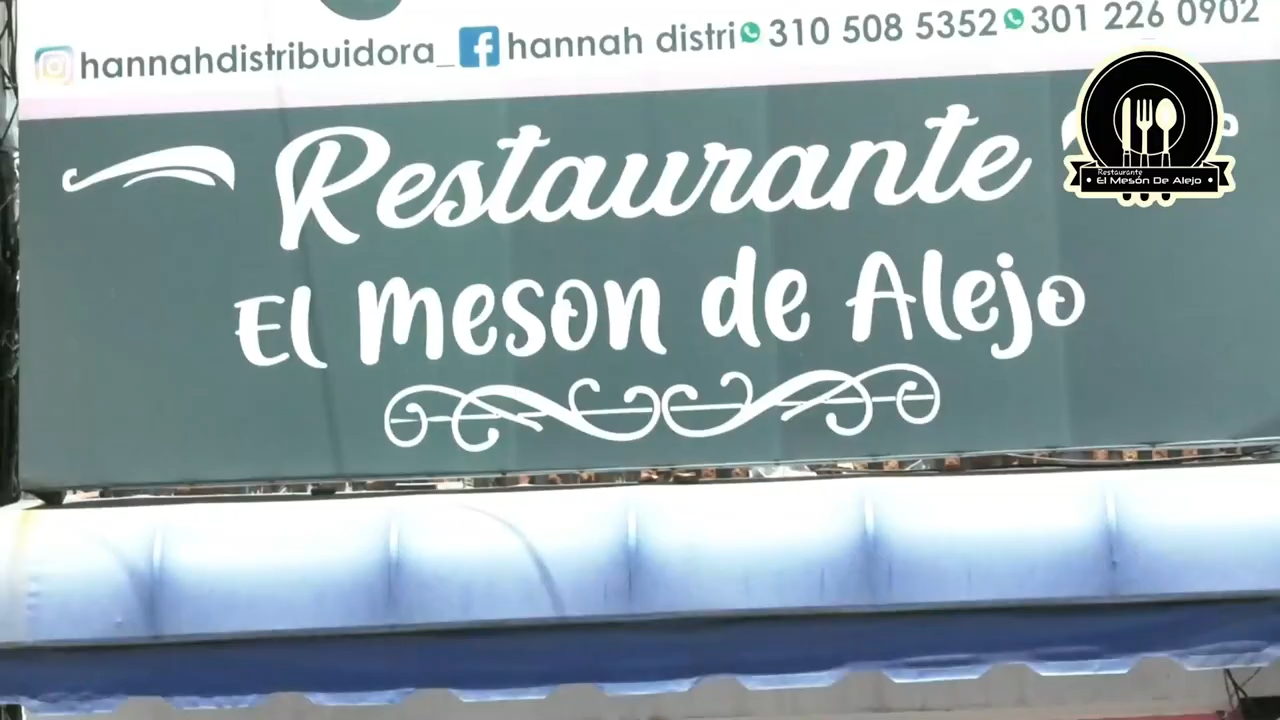 hannahdistribuidora_ hannah distri 310 508 5352 301 226 0902
Restaurante
El meson de Alejo
Restaurante
El Mesón De Alejo